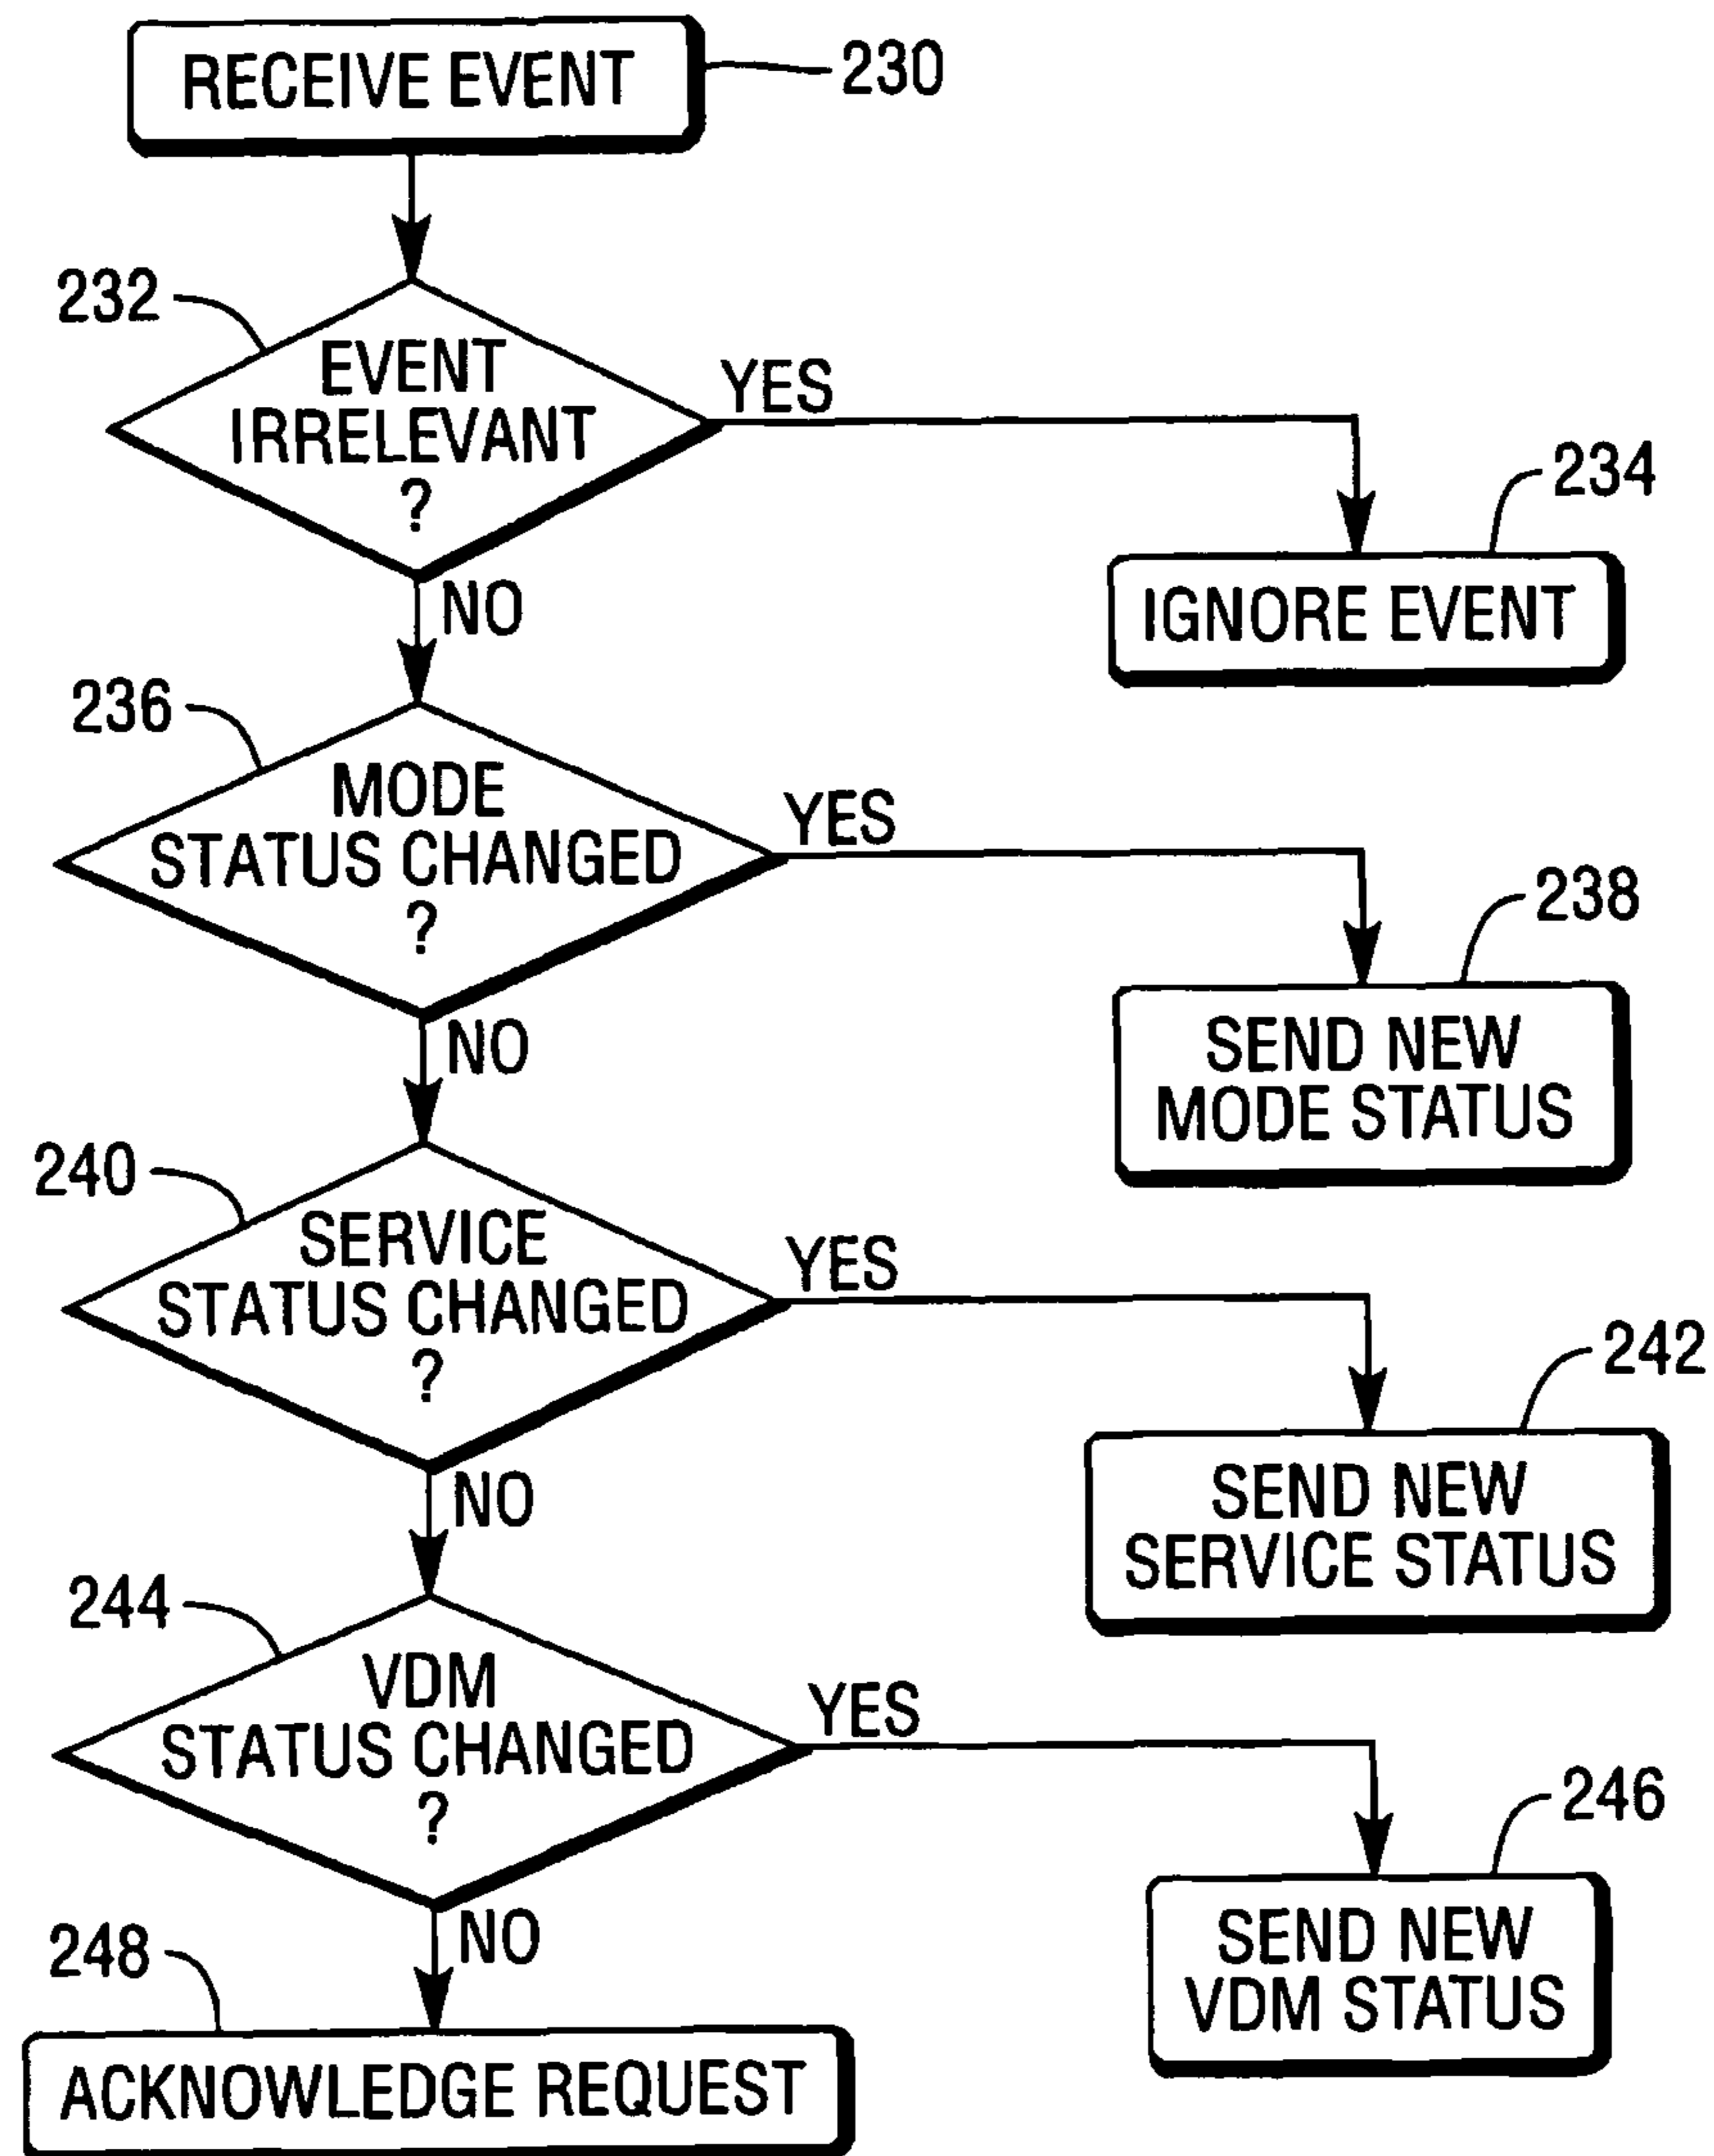 RECEIVE EVENT
230
232
EVENT
IRRELEVANT
?
YES
234
IGNORE EVENT
NO
236
MODE
STATUS CHANGED
?
YES
238
SEND NEW
MODE STATUS
NO
240
SERVICE
STATUS CHANGED
?
YES
242
SEND NEW
SERVICE STATUS
NO
244
VDM
STATUS CHANGED
?
YES
246
SEND NEW
VDM STATUS
NO
248
ACKNOWLEDGE REQUEST